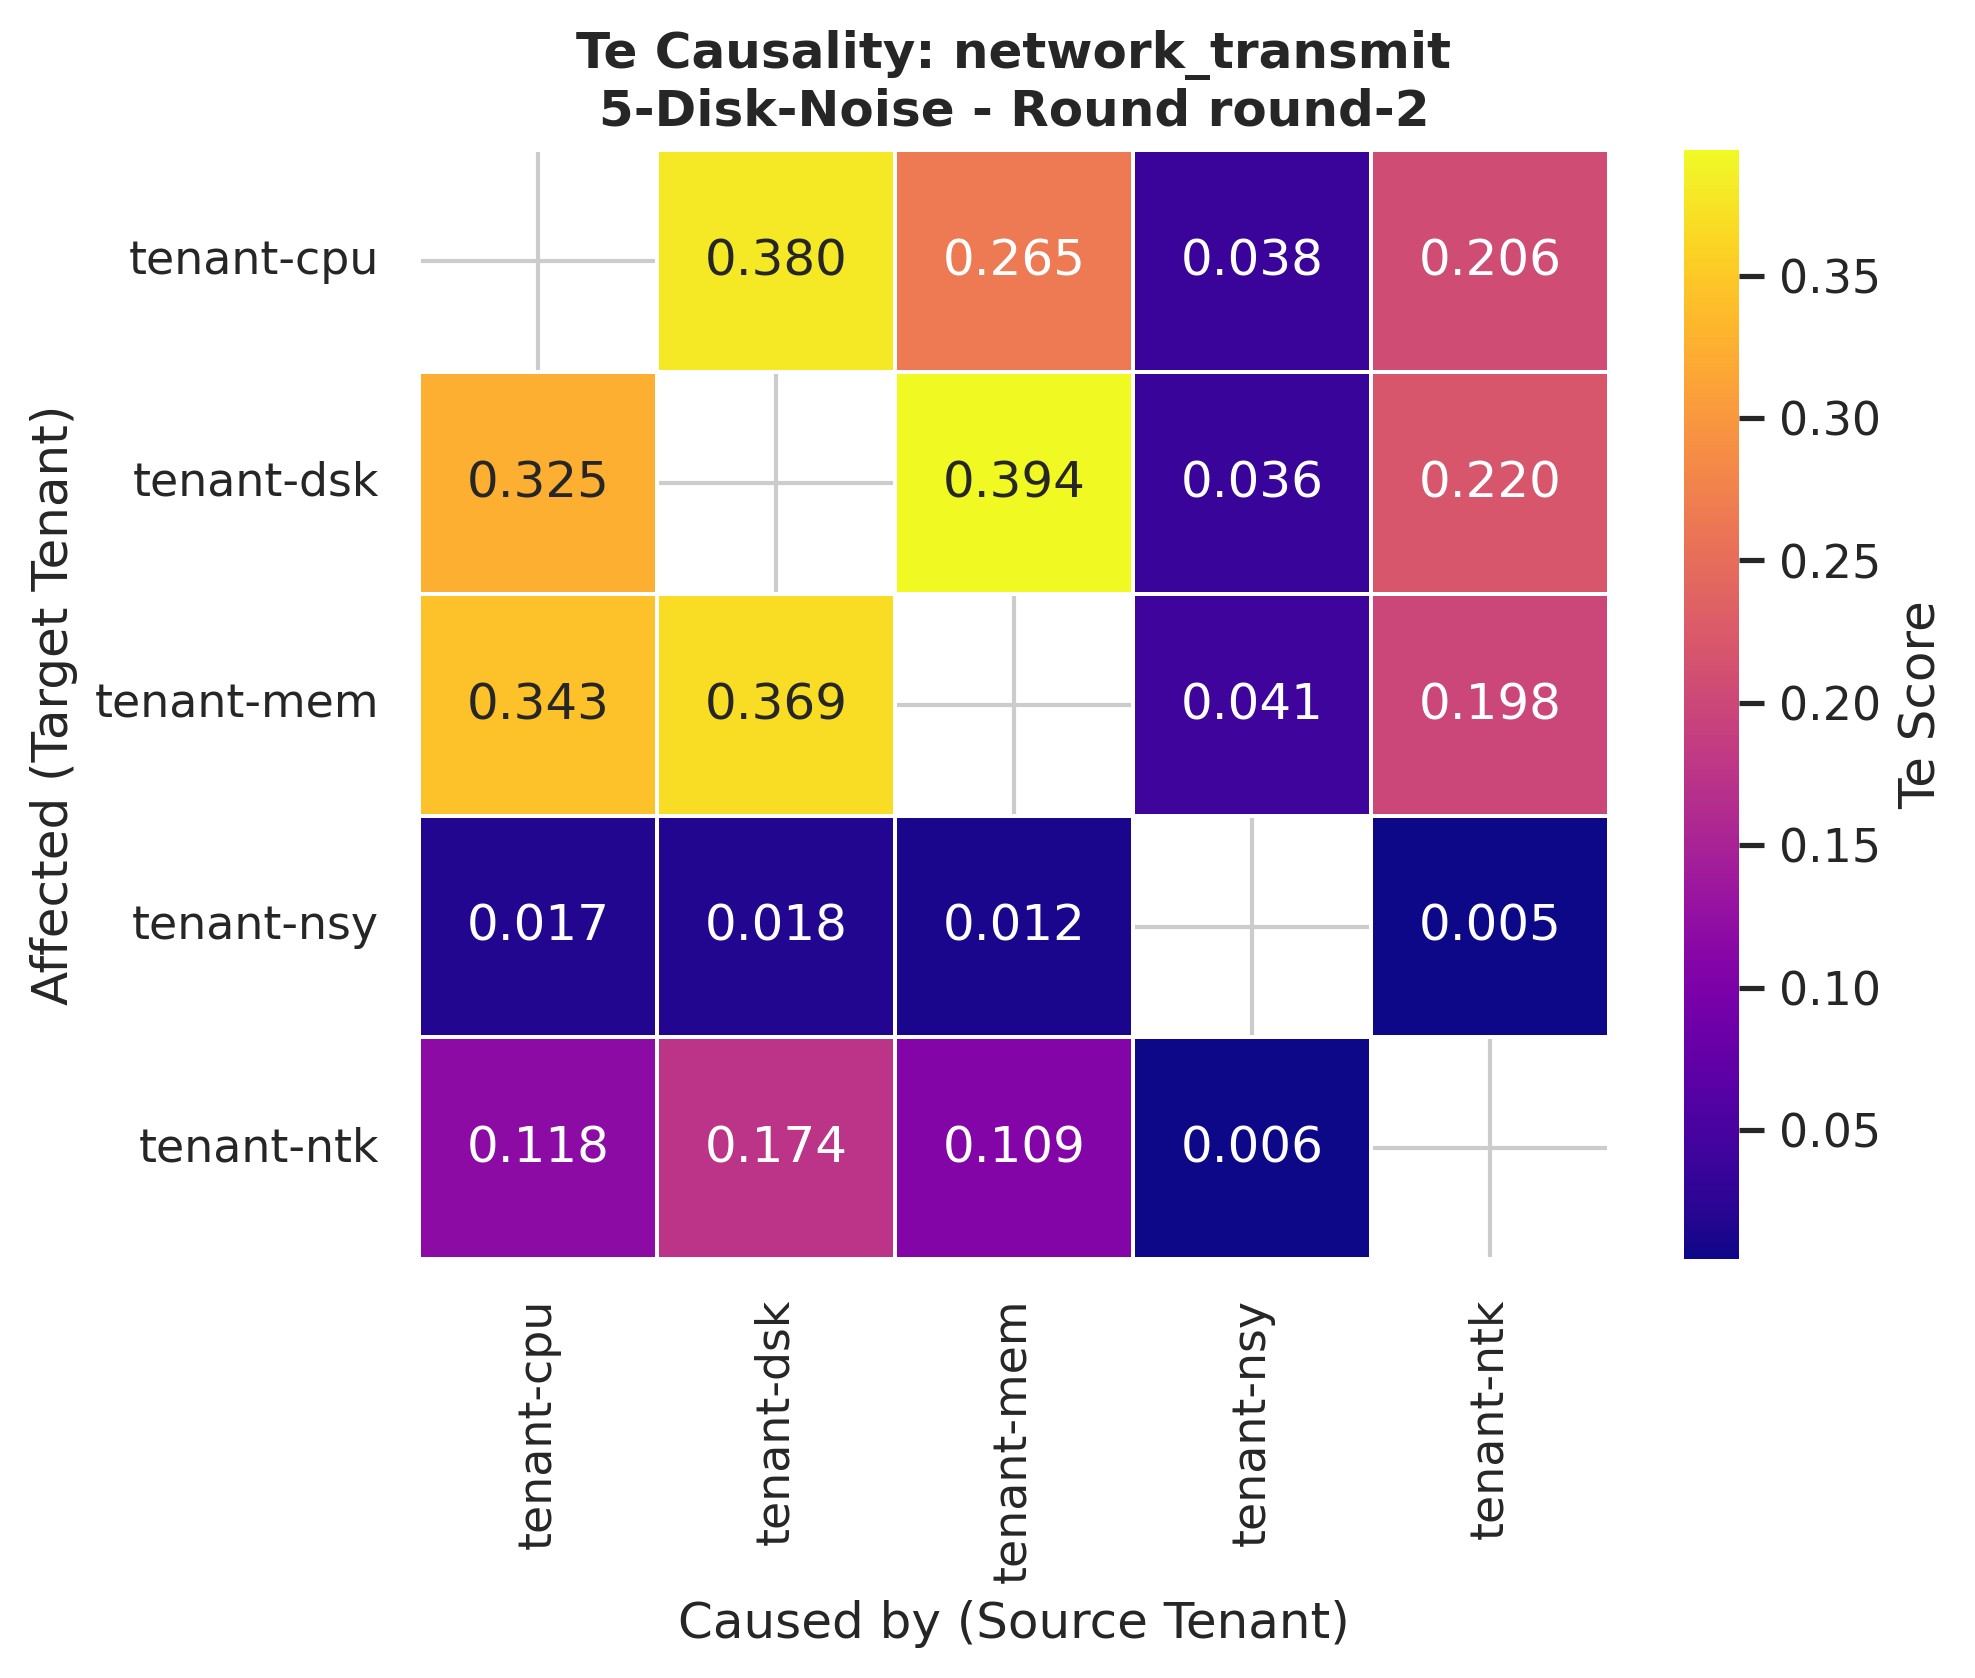 Te Causality: network_transmit
5-Disk-Noise - Round round-2
Affected (Target Tenant)
tenant-cpu 0.380 0.265 0.038 0.206
tenant-dsk 0.325 0.394 0.036 0.220
tenant-mem 0.343 0.369 0.041 0.198
tenant-nsy 0.017 0.018 0.012 0.005
tenant-ntk 0.118 0.174 0.109 0.006
tenant-cpu tenant-dsk tenant-mem tenant-nsy tenant-ntk
Caused by (Source Tenant)
0.35
0.30
0.25
0.20
0.15
0.10
0.05
Te Score